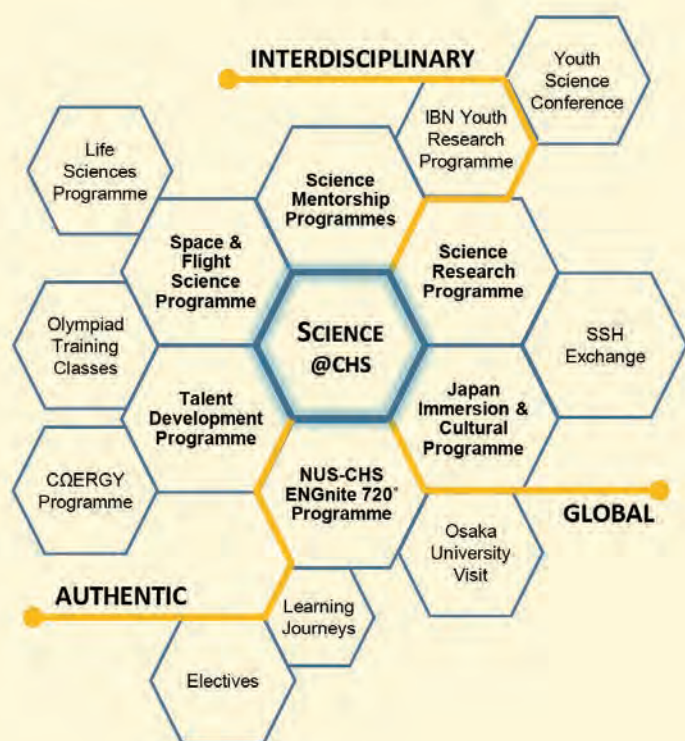 INTERDISCIPLINARY
Youth
Science
Conference
IBN Youth
Research
Programme
Life
Sciences
Programme
Science
Mentorship
Programmes
Space &
Flight
Science
Programme
Science
Research
Programme
SCIENCE
@CHS
Olympiad
Training
Classes
SSH
Exchange
Talent
Development
Programme
Japan
Immersion &
Cultural
Programme
CΩERGY
Programme
NUS-CHS
ENGnite 720°
Programme
GLOBAL
Osaka
University
Visit
AUTHENTIC
Learning
Journeys
Electives